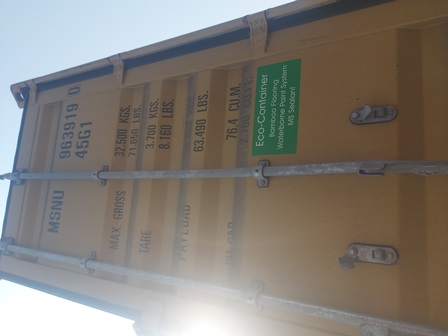 MSNU 963919 0
45G1
MAX. GROSS 32.500 KGS.
71.650 LBS.
TARE 3.700 KGS.
8.160 LBS.
PAYLOAD
63.490 LBS.
76.4 CU.M.
Eco-Container
Bamboo Flooring
Waterborne Paint System
MS Sealant